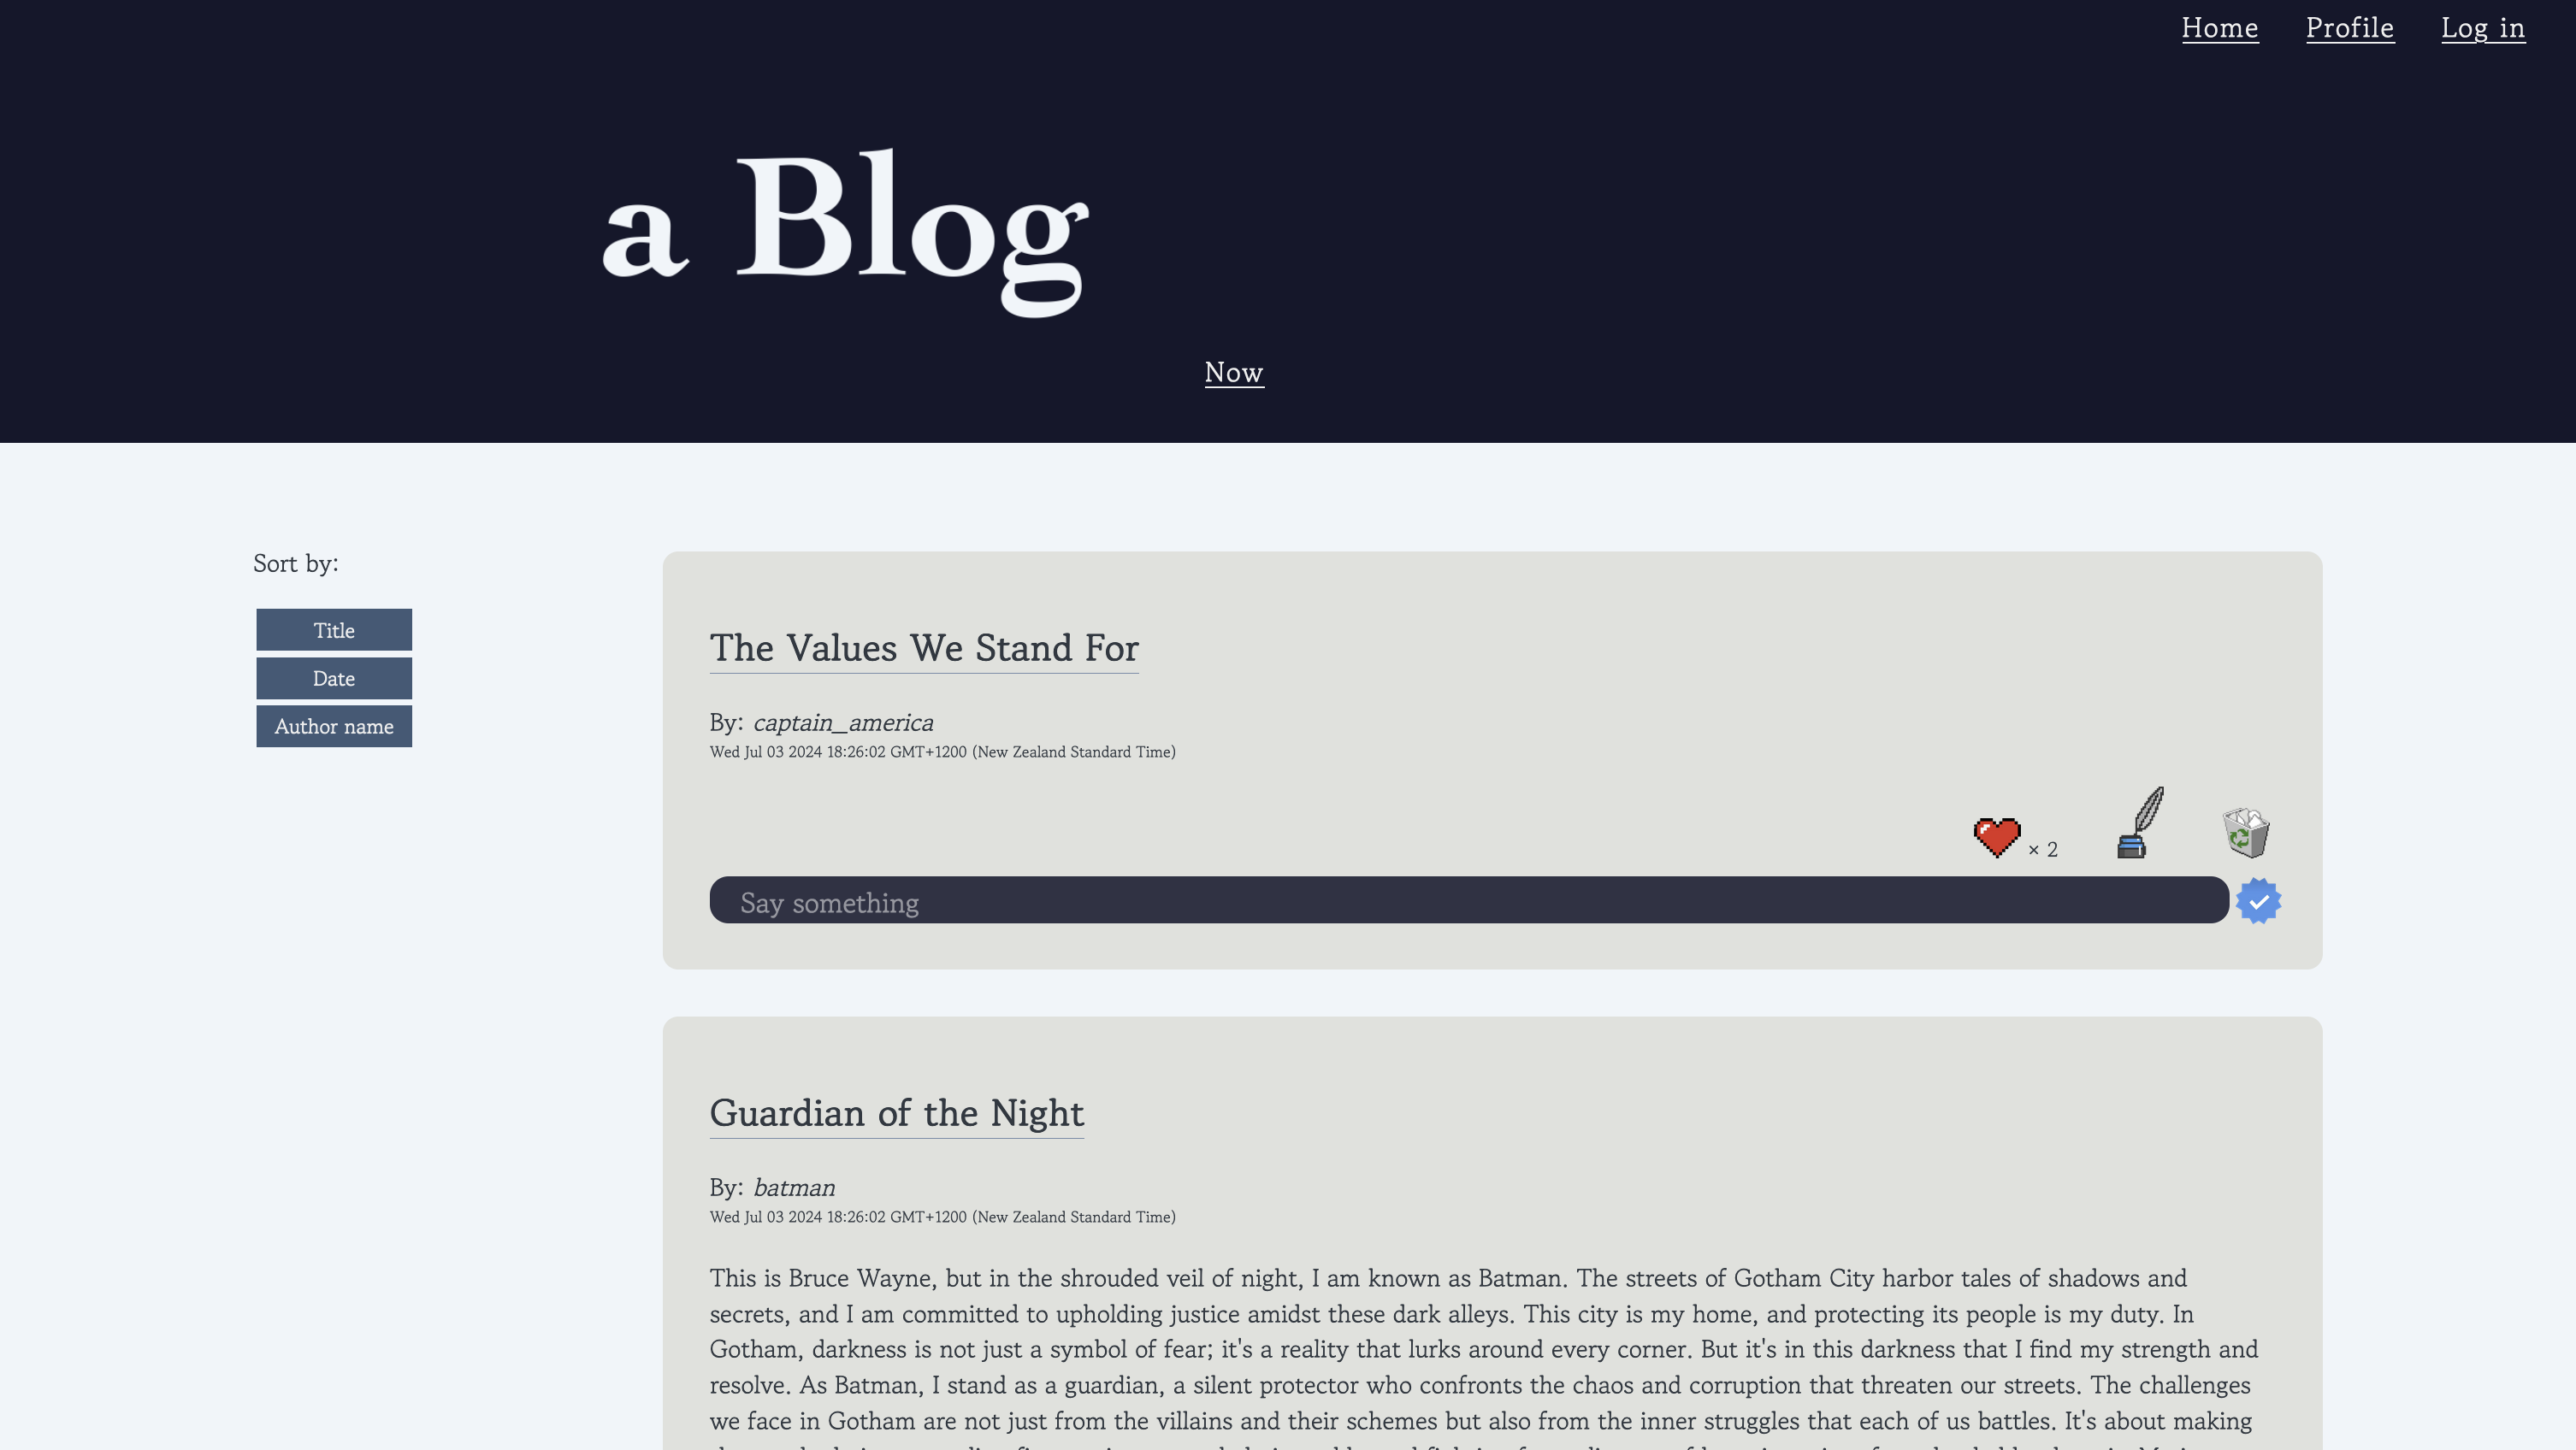 Home Profile Log in
a Blog
Now
Sort by:
Title
Date
Author name
The Values We Stand For
By: captain_america
Wed Jul 03 2024 18:26:02 GMT+1200 (New Zealand Standard Time)
× 2
Say something
Guardian of the Night
By: batman
Wed Jul 03 2024 18:26:02 GMT+1200 (New Zealand Standard Time)
This is Bruce Wayne, but in the shrouded veil of night, I am known as Batman. The streets of Gotham City harbor tales of shadows and
secrets, and I am committed to upholding justice amidst these dark alleys. This city is my home, and protecting its people is my duty. In
Gotham, darkness is not just a symbol of fear; it's a reality that lurks around every corner. But it's in this darkness that I find my strength and
resolve. As Batman, I stand as a guardian, a silent protector who confronts the chaos and corruption that threaten our streets. The challenges
we face in Gotham are not just from the villains and their schemes but also from the inner struggles that each of us battles. It's about making